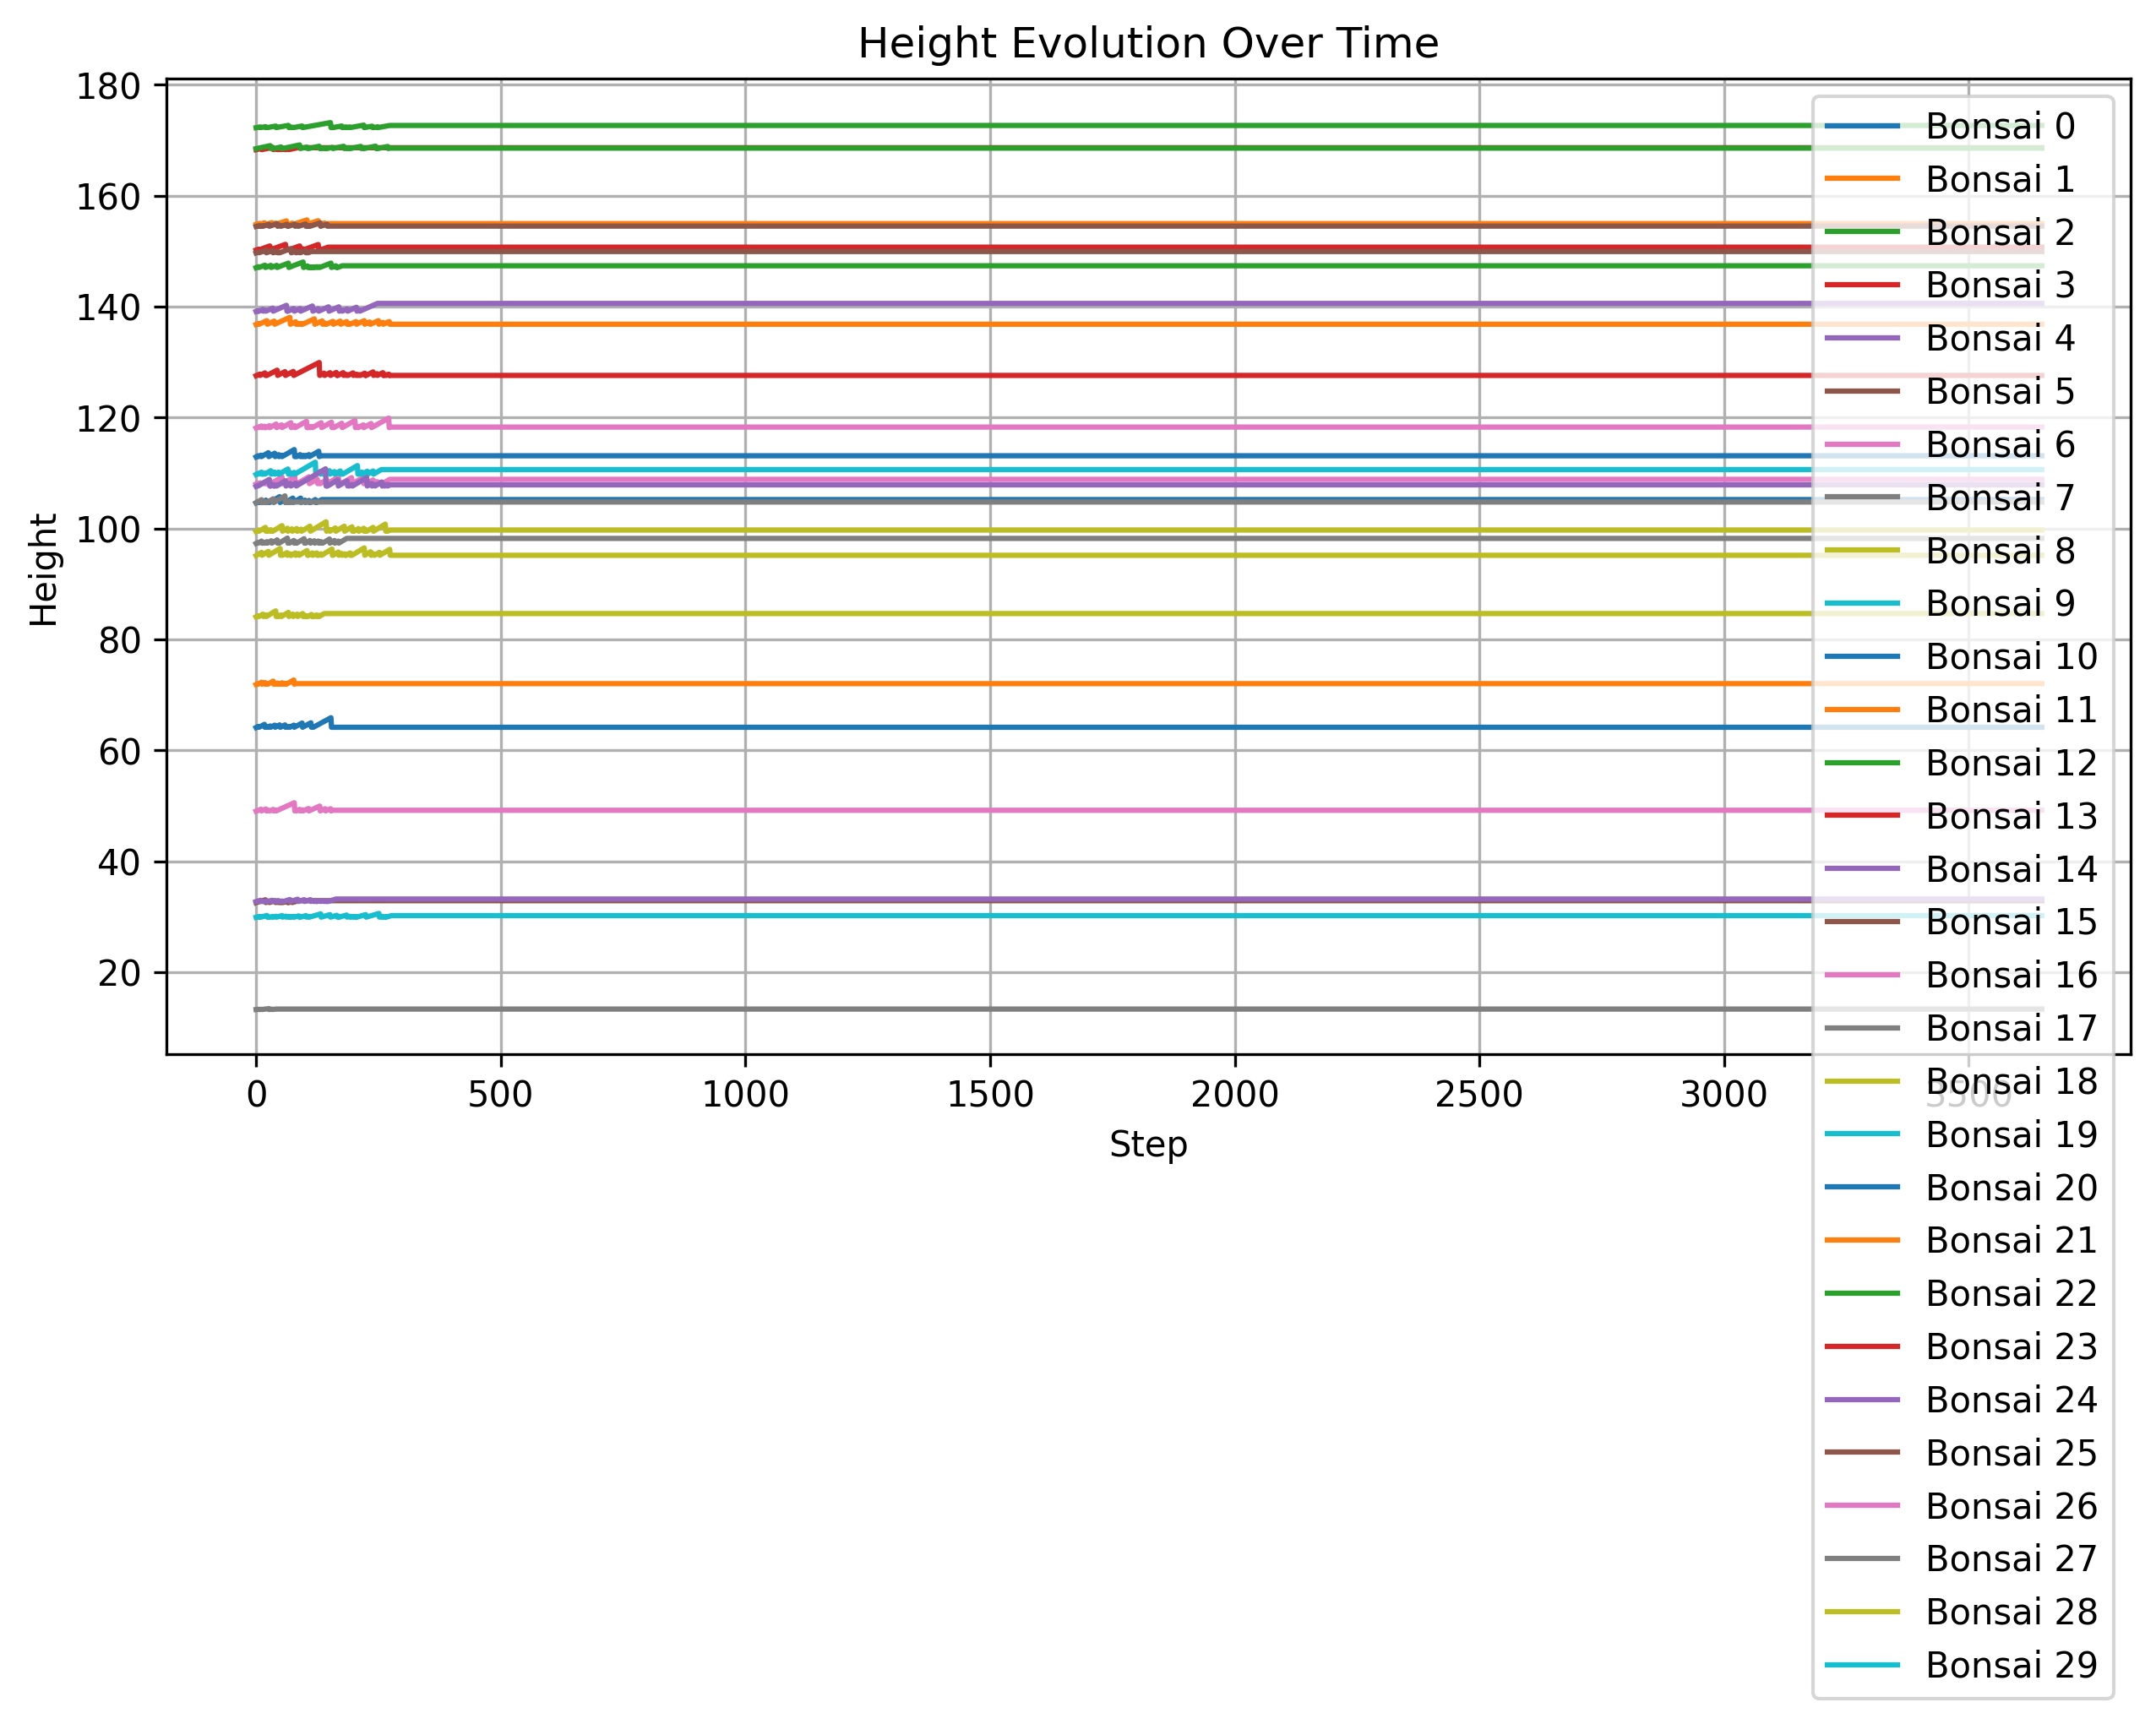 Height Evolution Over Time
Height
180
160
140
120
100
80
60
40
20
0
500
1000
1500
2000
2500
3000
3500
Step
Bonsai 0
Bonsai 1
Bonsai 2
Bonsai 3
Bonsai 4
Bonsai 5
Bonsai 6
Bonsai 7
Bonsai 8
Bonsai 9
Bonsai 10
Bonsai 11
Bonsai 12
Bonsai 13
Bonsai 14
Bonsai 15
Bonsai 16
Bonsai 17
Bonsai 18
Bonsai 19
Bonsai 20
Bonsai 21
Bonsai 22
Bonsai 23
Bonsai 24
Bonsai 25
Bonsai 26
Bonsai 27
Bonsai 28
Bonsai 29